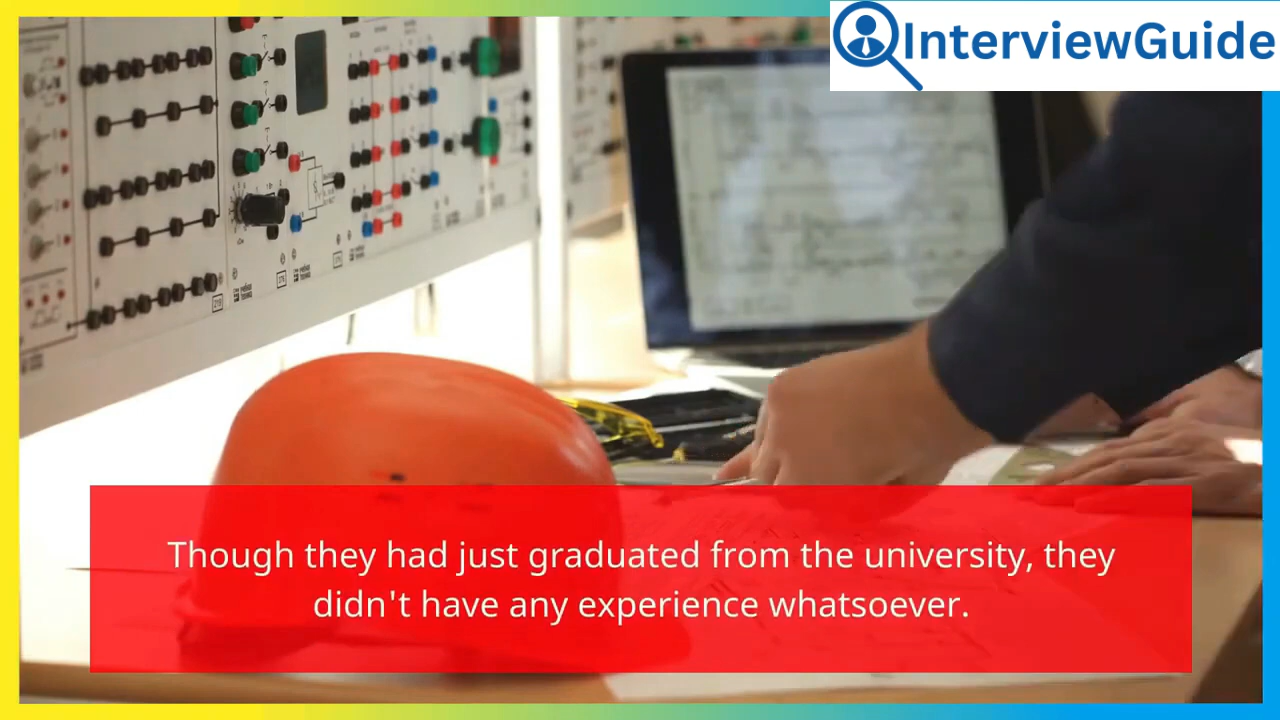 InterviewGuide
Though they had just graduated from the university, they
didn't have any experience whatsoever.